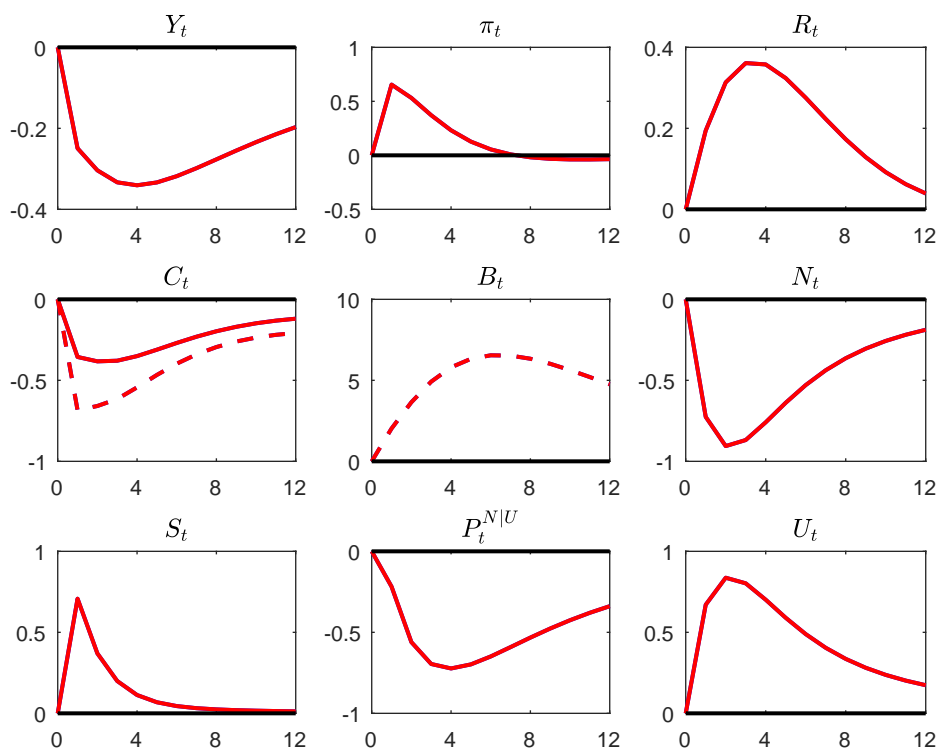 Y_t π_t R_t
0 1 0.4
-0.2 0.5 0.2
-0.4 0 0
-0.5
0 4 8 12 0 4 8 12 0 4 8 12
C_t B_t N_t
0 10 0
-0.5 5 -0.5
-1 0 -1
0 4 8 12 0 4 8 12 0 4 8 12
S_t P_t^{N|U} U_t
1 0 1
0.5 -0.5 0.5
0 -1 0
0 4 8 12 0 4 8 12 0 4 8 12